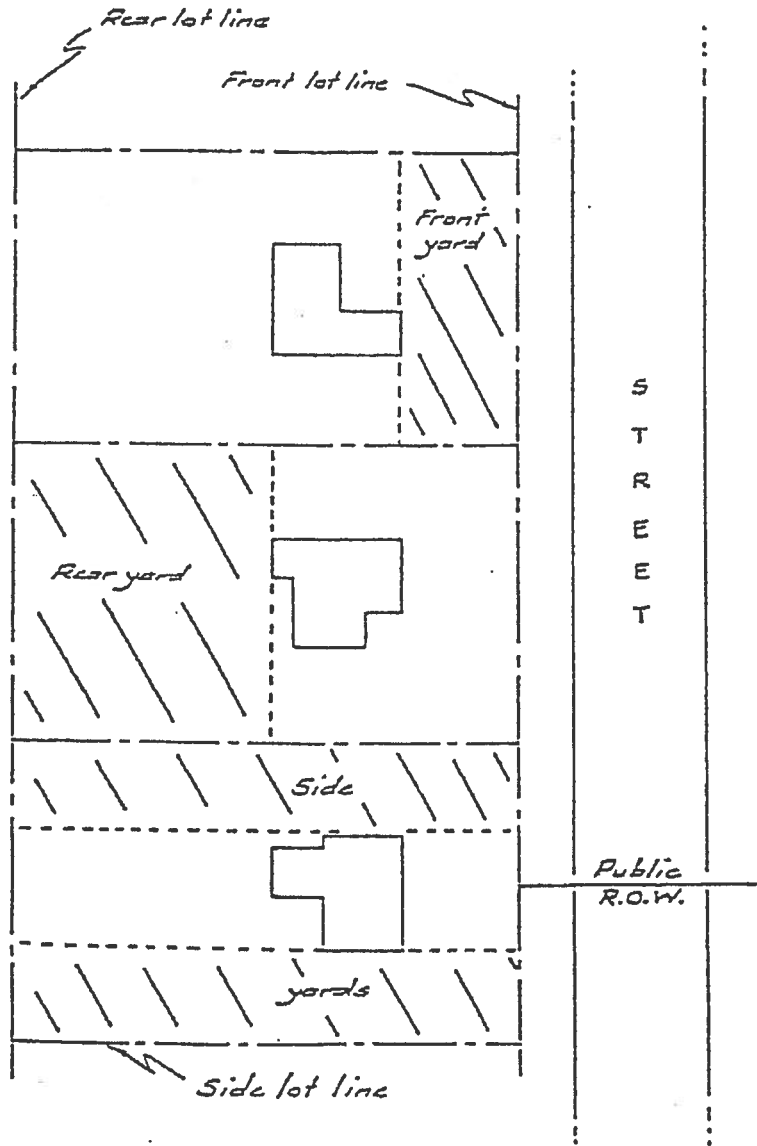 Rear lot line
Front lot line
Front
yard
S
T
R
E
E
T
Rear yard
Side
Public
R.O.W.
yards
Side lot line